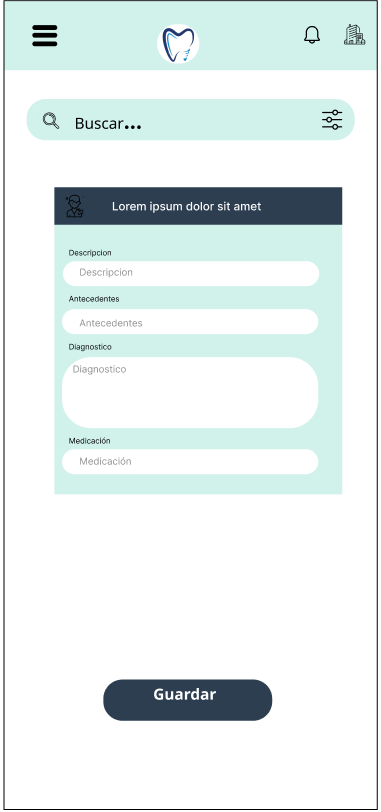 Buscar...
Lorem ipsum dolor sit amet
Descripcion
Descripcion
Antecedentes
Antecedentes
Diagnostico
Diagnostico
Medicación
Medicación
Guardar